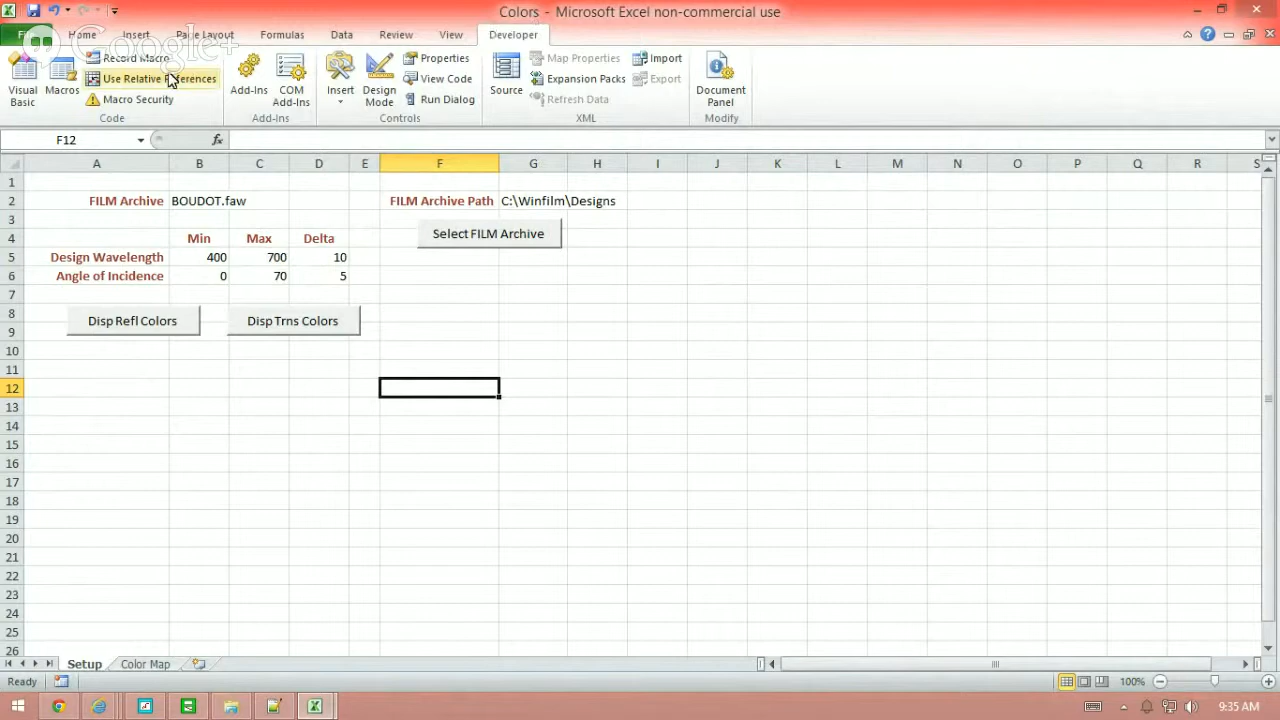 Colors - Microsoft Excel non-commercial use
File Home Insert Page Layout Formulas Data Review View Developer
Google+
Visual Basic
Macros
Record Macro
Use Relative References
Macro Security
Code
Add-Ins
COM Add-Ins
Add-Ins
Insert
Design Mode
Properties
View Code
Run Dialog
Controls
Source
Map Properties
Expansion Packs
Refresh Data
Import
Export
XML
Document Panel
Modify
F12
fx
A B C D E F G H I J K L M N O P Q R S
1
2 FILM Archive BOUDOT.faw FILM Archive Path C:\Winfilm\Designs
3 Select FILM Archive
4 Min Max Delta
5 Design Wavelength 400 700 10
6 Angle of Incidence 0 70 5
7
8 Disp Refl Colors Disp Trns Colors
9
10
11
12
13
14
15
16
17
18
19
20
21
22
23
24
25
26
Setup Color Map
Ready 100%
9:35 AM